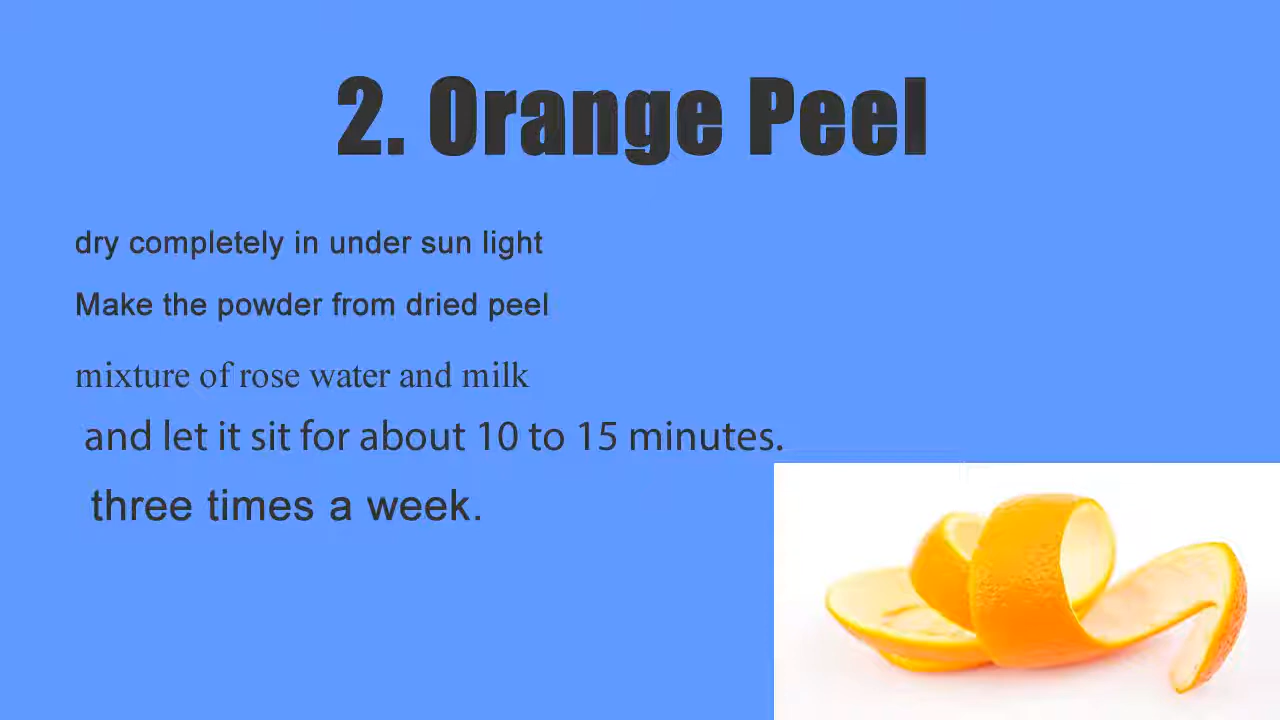 2. Orange Peel
dry completely in under sun light
Make the powder from dried peel
mixture of rose water and milk
and let it sit for about 10 to 15 minutes.
three times a week.